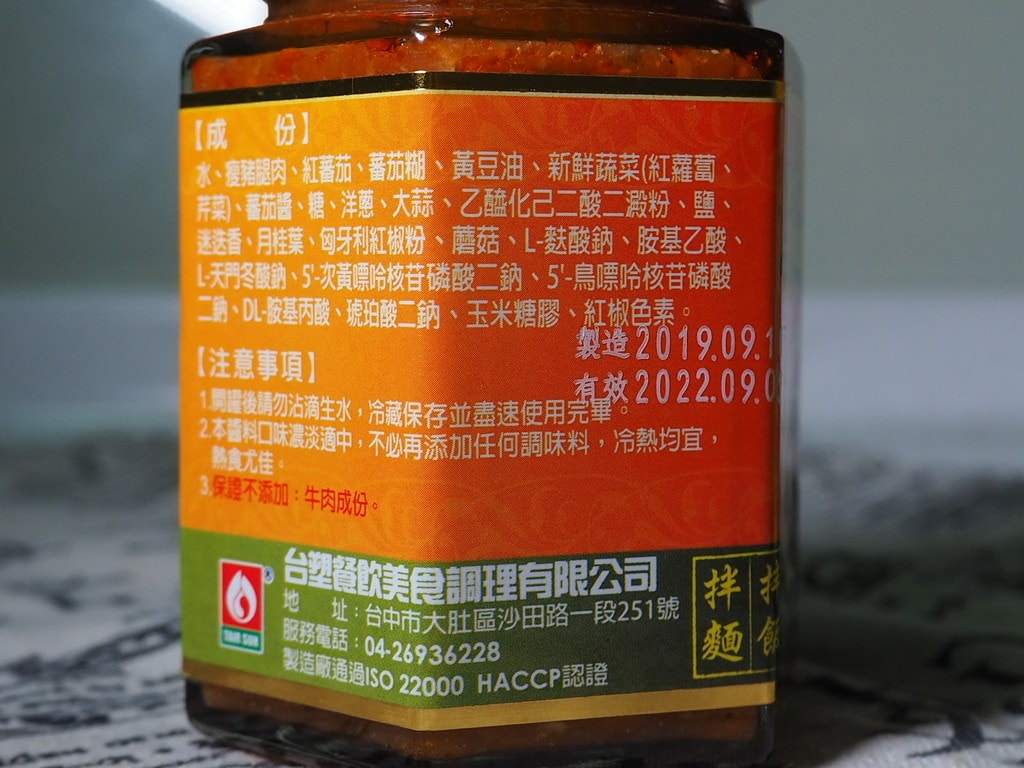 【成 份】
水、瘦豬腿肉、紅蕃茄、蕃茄糊、黃豆油、新鮮蔬菜(紅蘿蔔、
芹菜)、蕃茄醬、糖、洋蔥、大蒜、乙醯化己二酸二澱粉、鹽、
迷迭香、月桂葉、匈牙利紅椒粉、蘑菇、L-麩酸鈉、胺基乙酸、
L-天門冬酸鈉、5'-次黃嘌呤核苷磷酸二鈉、5'-鳥嘌呤核苷磷酸
二鈉、DL-胺基丙酸、琥珀酸二鈉、玉米糖膠、紅椒色素。
製造2019.09.1
有效2022.09.0
【注意事項】
1.開罐後請勿沾滴生水，冷藏保存並盡速使用完畢。
2.本醬料口味濃淡適中，不必再添加任何調味料，冷熱均宜，
熱食尤佳。
3.保證不添加：牛肉成份。
台塑餐飲美食調理有限公司
地 址：台中市大肚區沙田路一段251號
服務電話：04-26936228
製造廠通過ISO 22000 HACCP認證
拌麵
拌飯